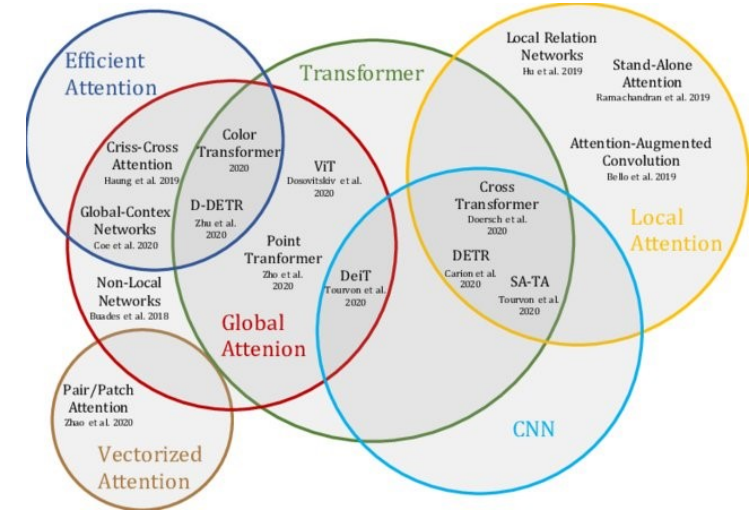 Efficient
Attention
Transformer
Local Relation
Networks
Hu et al. 2019
Stand-Alone
Attention
Ramachandran et al. 2019
Criss-Cross
Attention
Haung et al. 2019
Color
Transformer
2020
ViT
Dosovitskiv et al.
2020
Attention-Augmented
Convolution
Bello et al. 2019
Global-Contex
Networks
Coe et al. 2020
D-DETR
Zhu et al.
2020
Cross
Transformer
Doersch et al.
2020
Local
Attention
Point
Tranformer
Zho et al.
2020
DETR
Carion et al.
2020
SA-TA
Tourvon et al.
2020
DeiT
Tourvon et al.
2020
Non-Local
Networks
Buades et al. 2018
Global
Attenion
Pair/Patch
Attention
Zhao et al. 2020
CNN
Vectorized
Attention